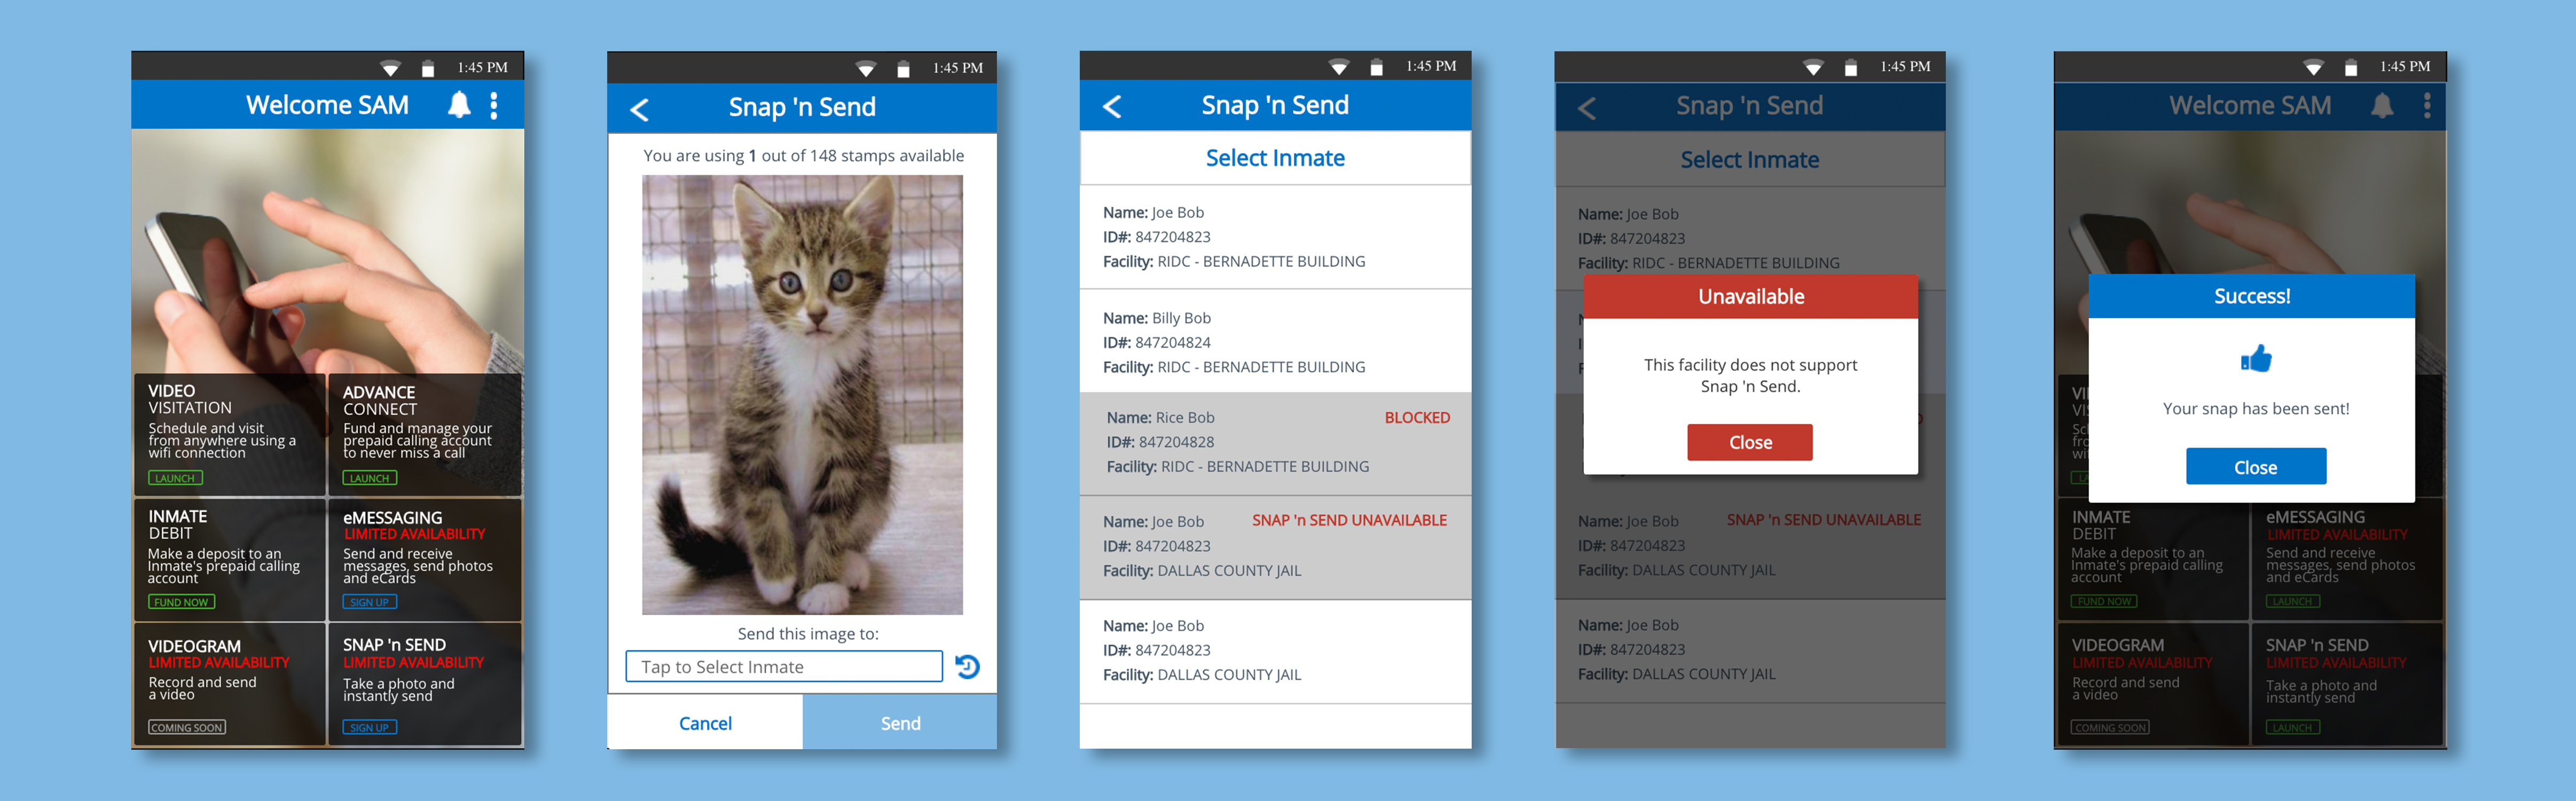 1:45 PM
Welcome SAM
VIDEO
VISITATION
Schedule and visit
from anywhere using a
wifi connection
LAUNCH
ADVANCE
CONNECT
Fund and manage your
prepaid calling account
to never miss a call
LAUNCH
INMATE
DEBIT
Make a deposit to an
Inmate's prepaid calling
account
FUND NOW
eMESSAGING
LIMITED AVAILABILITY
Send and receive
messages, send photos
and eCards
SIGN UP
VIDEOGRAM
LIMITED AVAILABILITY
Record and send
a video
COMING SOON
SNAP 'n SEND
LIMITED AVAILABILITY
Take a photo and
instantly send
SIGN UP
1:45 PM
Snap 'n Send
You are using 1 out of 148 stamps available
Send this image to:
Tap to Select Inmate
Cancel
Send
1:45 PM
Snap 'n Send
Select Inmate
Name: Joe Bob
ID#: 847204823
Facility: RIDC - BERNADETTE BUILDING
Name: Billy Bob
ID#: 847204824
Facility: RIDC - BERNADETTE BUILDING
Name: Rice Bob BLOCKED
ID#: 847204828
Facility: RIDC - BERNADETTE BUILDING
Name: Joe Bob SNAP 'n SEND UNAVAILABLE
ID#: 847204823
Facility: DALLAS COUNTY JAIL
Name: Joe Bob
ID#: 847204823
Facility: DALLAS COUNTY JAIL
1:45 PM
Snap 'n Send
Select Inmate
Name: Joe Bob
ID#: 847204823
Facility: RIDC - BERNADETTE BUILDING
Unavailable
This facility does not support
Snap 'n Send.
Close
Name: Joe Bob SNAP 'n SEND UNAVAILABLE
ID#: 847204823
Facility: DALLAS COUNTY JAIL
Name: Joe Bob
ID#: 847204823
Facility: DALLAS COUNTY JAIL
1:45 PM
Welcome SAM
Success!
Your snap has been sent!
Close
INMATE
DEBIT
Make a deposit to an
Inmate's prepaid calling
account
FUND NOW
eMESSAGING
LIMITED AVAILABILITY
Send and receive
messages, send photos
and eCards
LAUNCH
VIDEOGRAM
LIMITED AVAILABILITY
Record and send
a video
COMING SOON
SNAP 'n SEND
LIMITED AVAILABILITY
Take a photo and
instantly send
LAUNCH